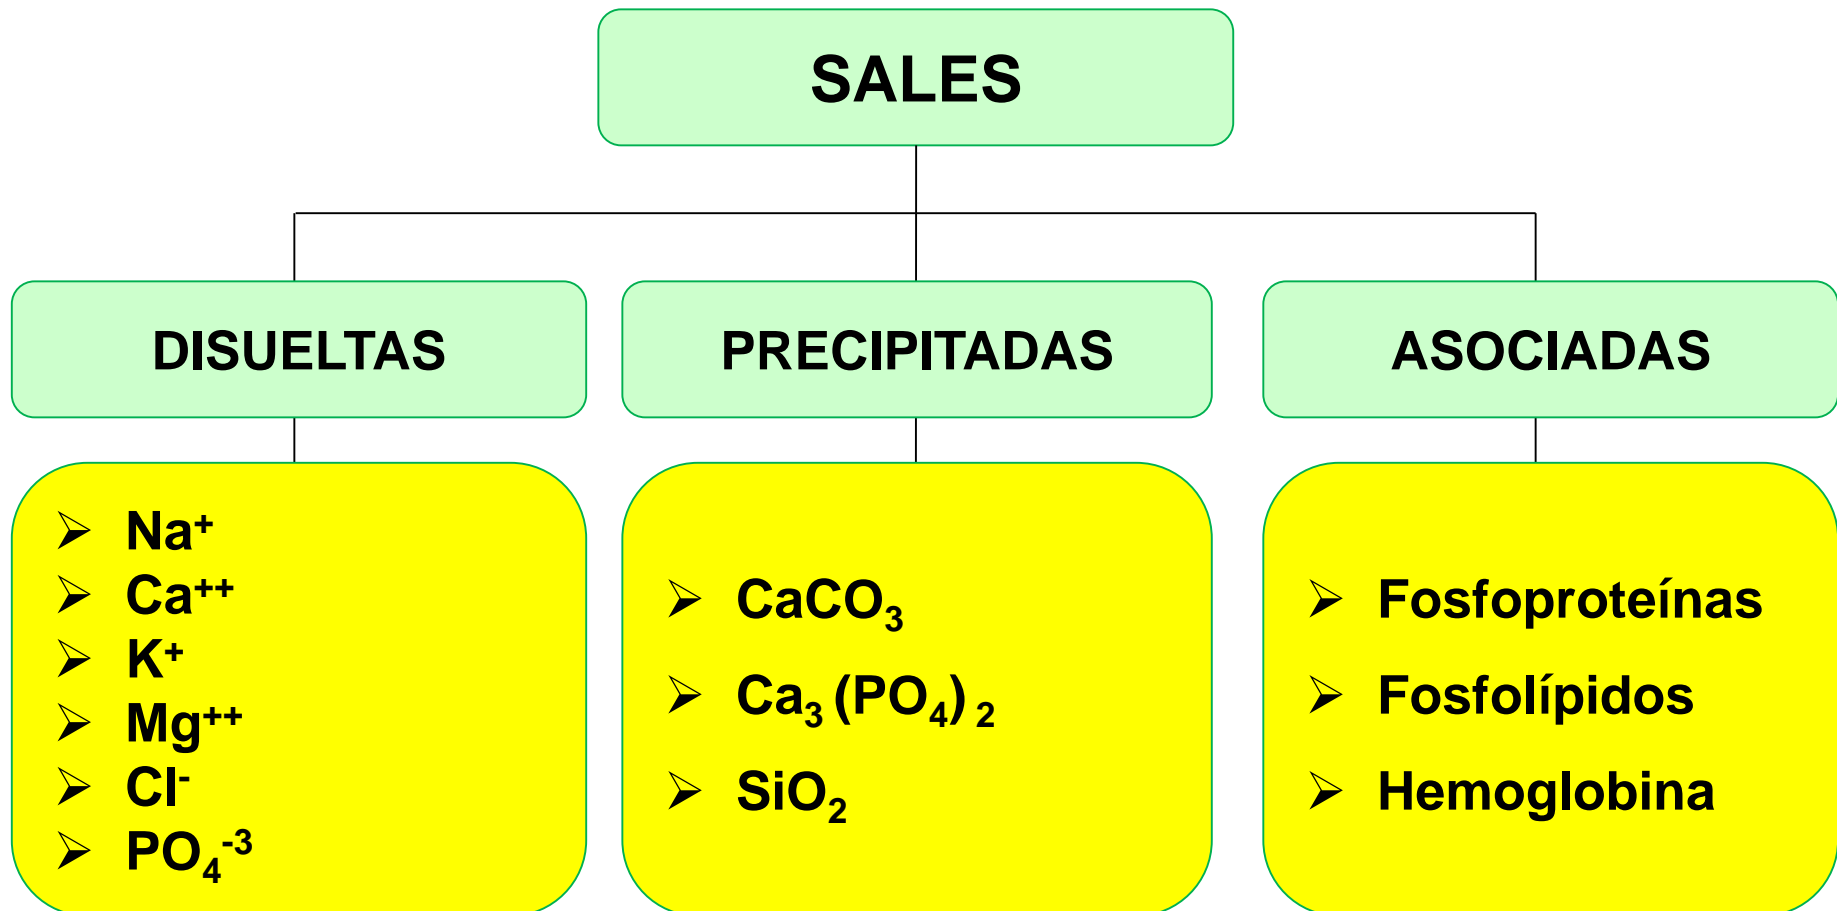 SALES
DISUELTAS
➢ Na⁺
➢ Ca⁺⁺
➢ K⁺
➢ Mg⁺⁺
➢ Cl⁻
➢ PO₄⁻³
PRECIPITADAS
➢ CaCO₃
➢ Ca₃ (PO₄) ₂
➢ SiO₂
ASOCIADAS
➢ Fosfoproteínas
➢ Fosfolípidos
➢ Hemoglobina